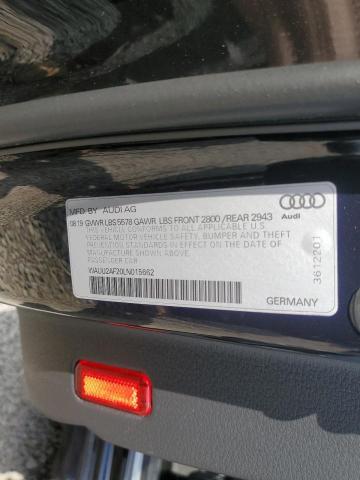 MFD BY AUDI AG
08 19 GVWR LBS 5578 GAWR LBS FRONT 2800 /REAR 2943
THIS VEHICLE CONFORMS TO ALL APPLICABLE U.S.
FEDERAL MOTOR VEHICLE SAFETY, BUMPER AND THEFT
PREVENTION STANDARDS IN EFFECT ON THE DATE OF
MANUFACTURE SHOWN ABOVE.
PASSENGER CAR
WAUU2AF20LN015662
Audi
3612201
GERMANY